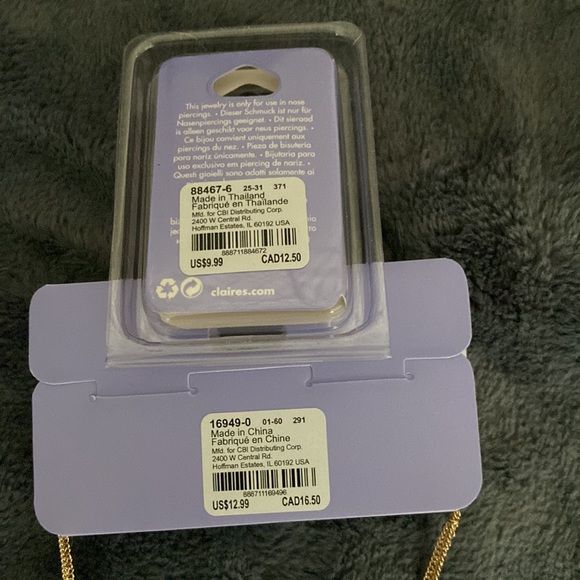 This jewelry is only for use in nose
piercings. • Dieser Schmuck ist nur für
Nasenpiercings geeignet. • Dit sieraad
is alleen geschikt voor neus piercings. •
Ce bijou convient uniquement aux
piercings du nez. • Pieza de bisutería
para nariz únicamente. • Bijutaria para
uso exclusivo em piercing de nariz. •
Questi gioielli sono adatti solamente ai
88467-6 25-31 371
Made in Thailand
Fabriqué en Thaïlande
Mfd. for CBI Distributing Corp.
2400 W Central Rd.
Hoffman Estates, IL 60192 USA
888711884672
US$9.99 CAD12.50
claires.com
16949-0 01-60 291
Made in China
Fabriqué en Chine
Mfd. for CBI Distributing Corp.
2400 W Central Rd.
Hoffman Estates, IL 60192 USA
888711169496
US$12.99 CAD16.50